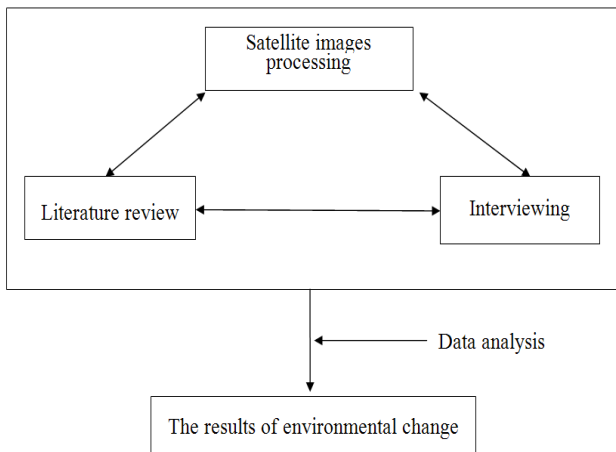 Satellite images
processing
Literature review
Interviewing
Data analysis
The results of environmental change